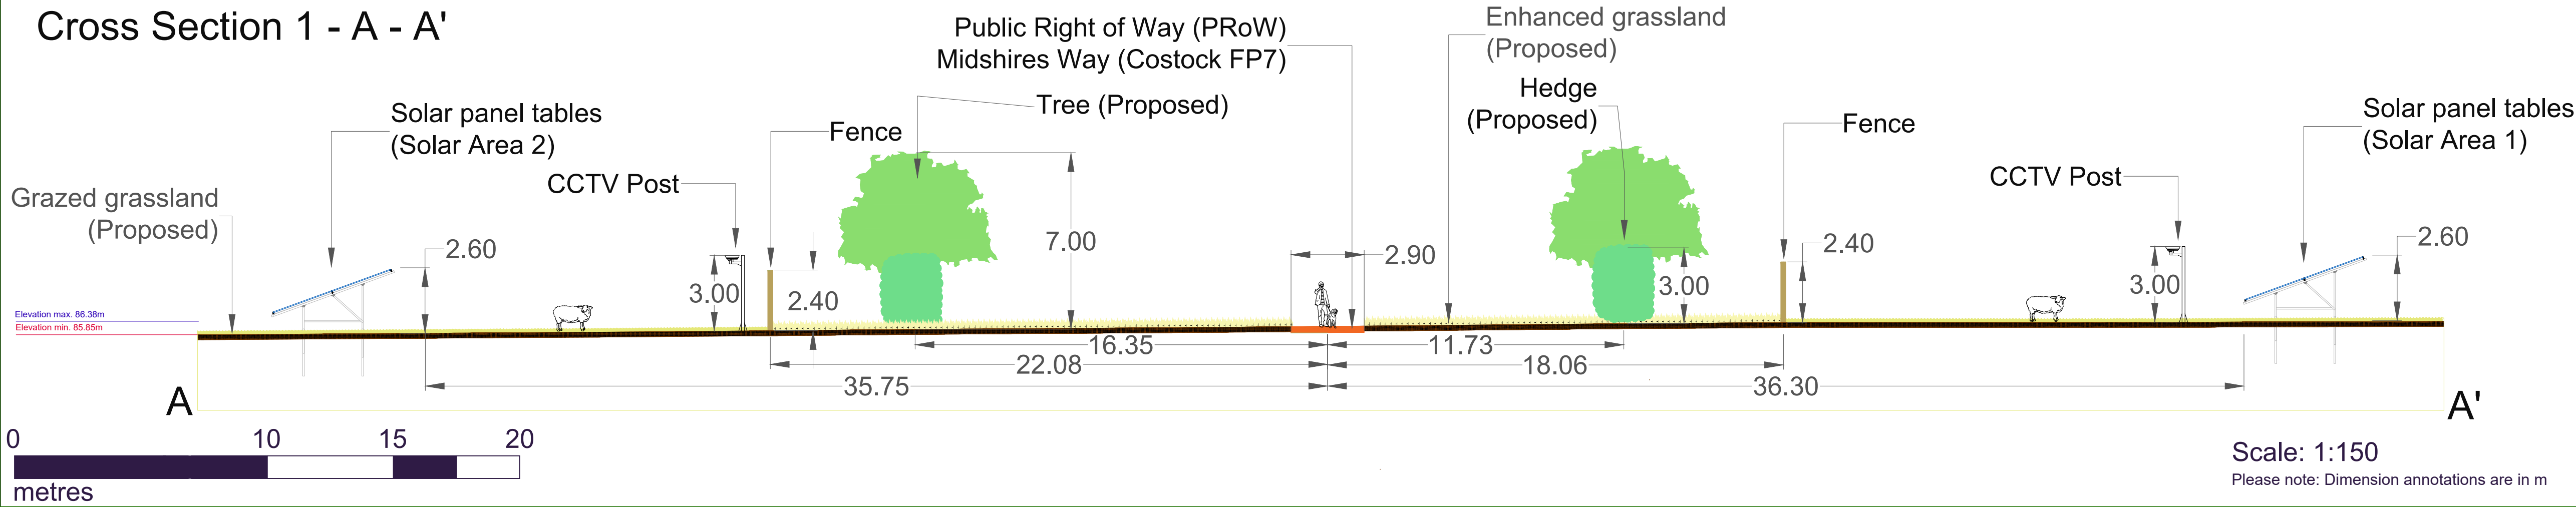 Cross Section 1 - A - A'
Public Right of Way (PRoW)
Midshires Way (Costock FP7)
Enhanced grassland
(Proposed)
Tree (Proposed)
Hedge
(Proposed)
Solar panel tables
(Solar Area 2)
Fence
Fence
Solar panel tables
(Solar Area 1)
CCTV Post
CCTV Post
Grazed grassland
(Proposed)
2.60
3.00
2.40
7.00
2.90
3.00
2.40
3.00
2.60
Elevation max. 86.38m
Elevation min. 85.85m
16.35
11.73
22.08
18.06
35.75
36.30
A
A'
0
10
15
20
metres
Scale: 1:150
Please note: Dimension annotations are in m